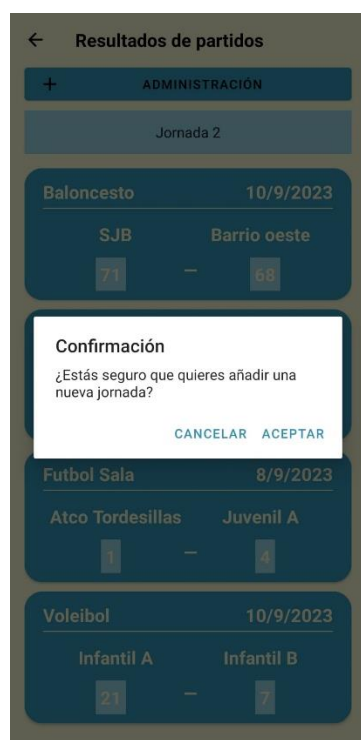 Resultados de partidos
+ ADMINISTRACIÓN
Jornada 2
Baloncesto 10/9/2023
SJB Barrio oeste
71 – 68
Confirmación
¿Estás seguro que quieres añadir una
nueva jornada?
CANCELAR ACEPTAR
Futbol Sala 8/9/2023
Atco Tordesillas Juvenil A
1 – 4
Voleibol 10/9/2023
Infantil A Infantil B
21 – 7